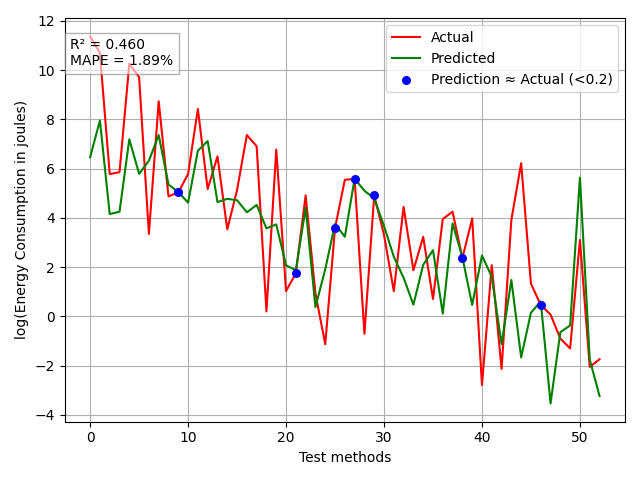 R² = 0.460
MAPE = 1.89%
Actual
Predicted
Prediction ≈ Actual (<0.2)
log(Energy Consumption in joules)
12
10
8
6
4
2
0
−2
−4
0 10 20 30 40 50
Test methods